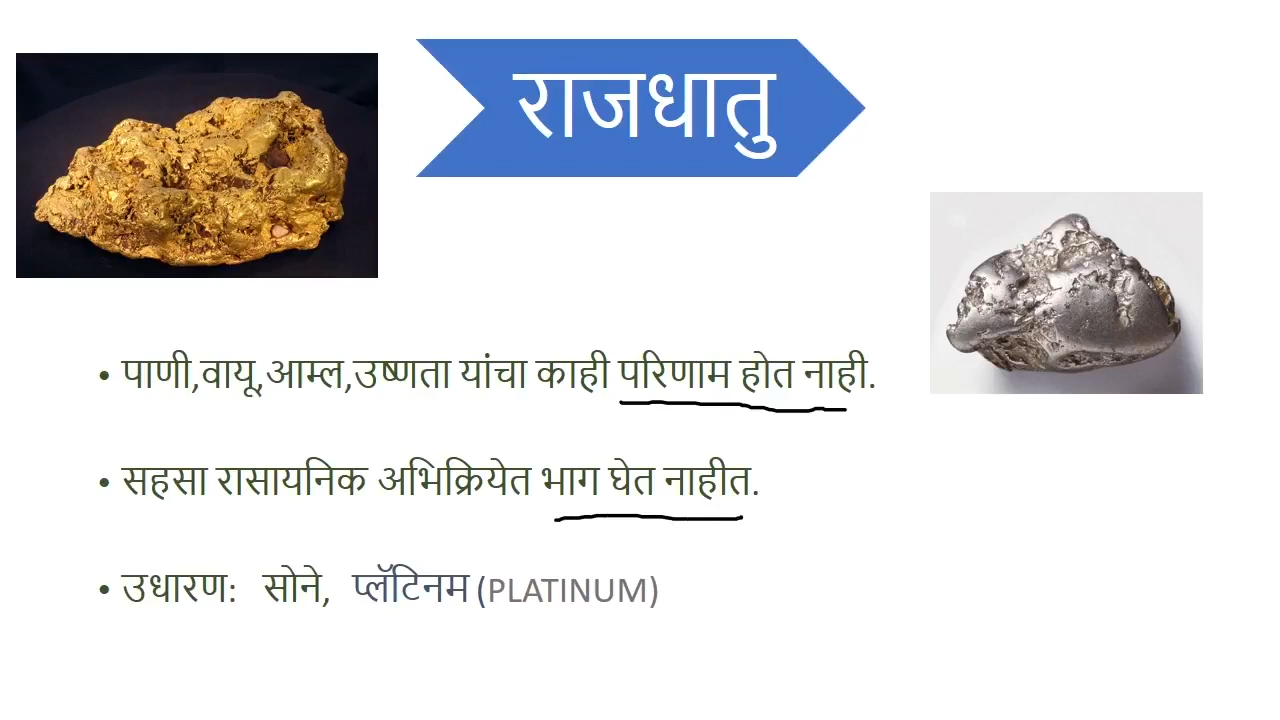 राजधातु
• पाणी,वायू,आम्ल,उष्णता यांचा काही परिणाम होत नाही.
• सहसा रासायनिक अभिक्रियेत भाग घेत नाहीत.
• उधारण: सोने, प्लॅटिनम (PLATINUM)